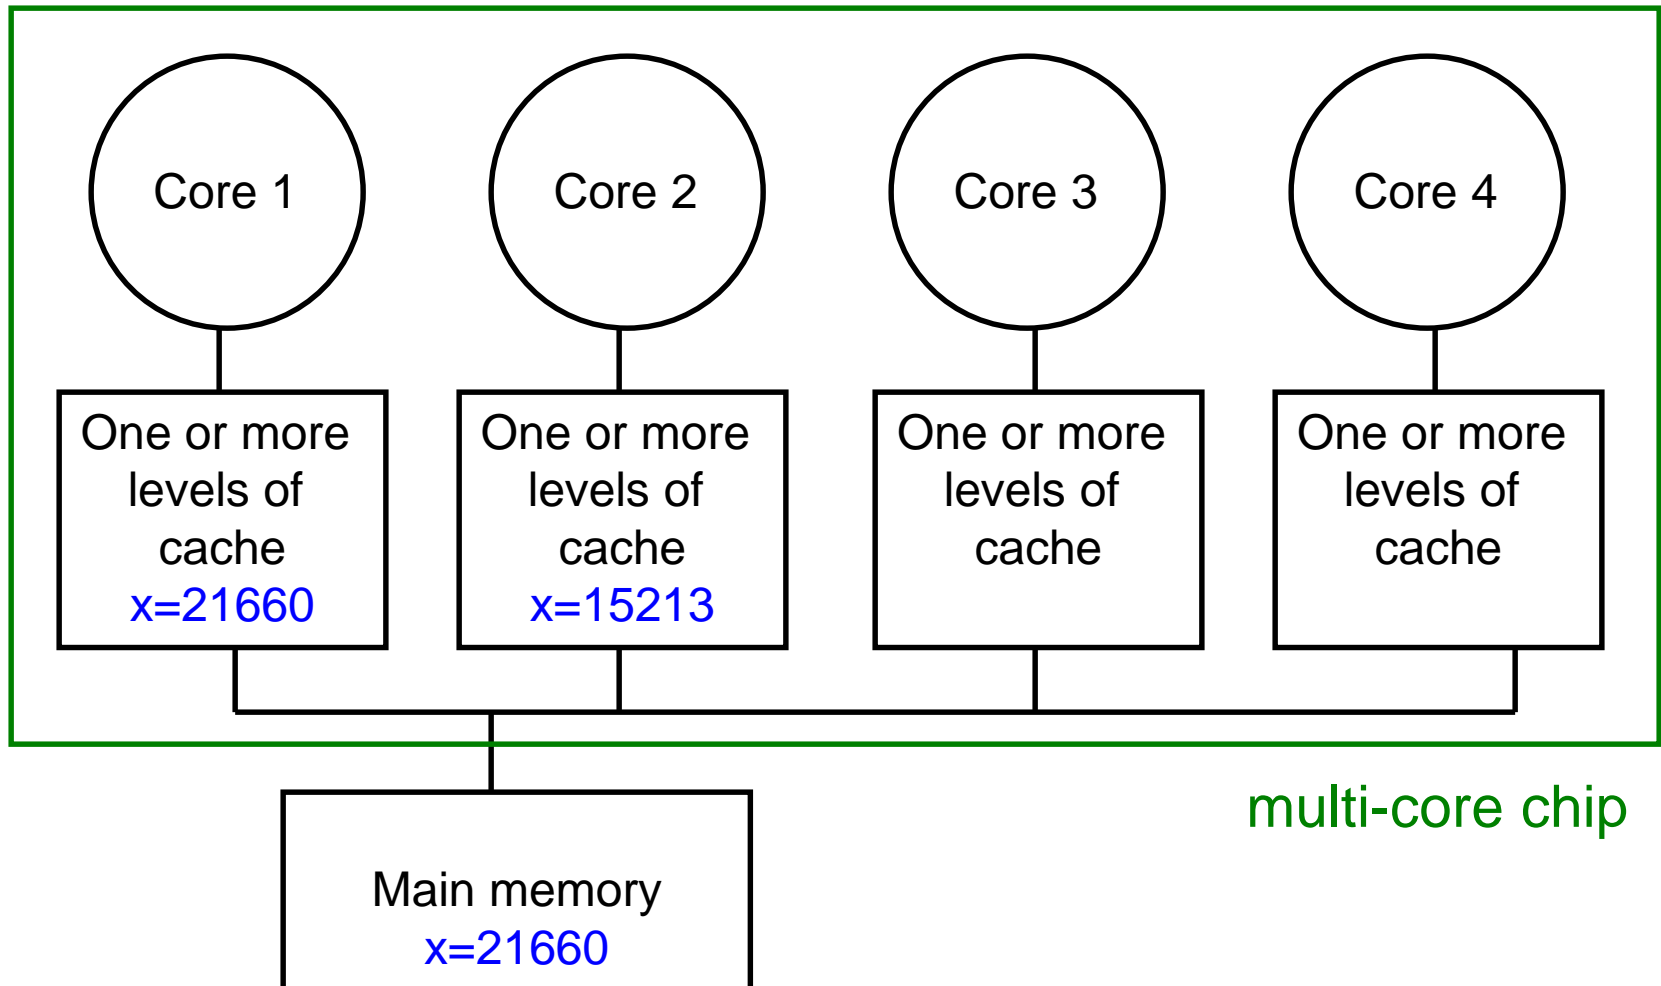 Core 1
Core 2
Core 3
Core 4
One or more
levels of
cache
x=21660
One or more
levels of
cache
x=15213
One or more
levels of
cache
One or more
levels of
cache
multi-core chip
Main memory
x=21660